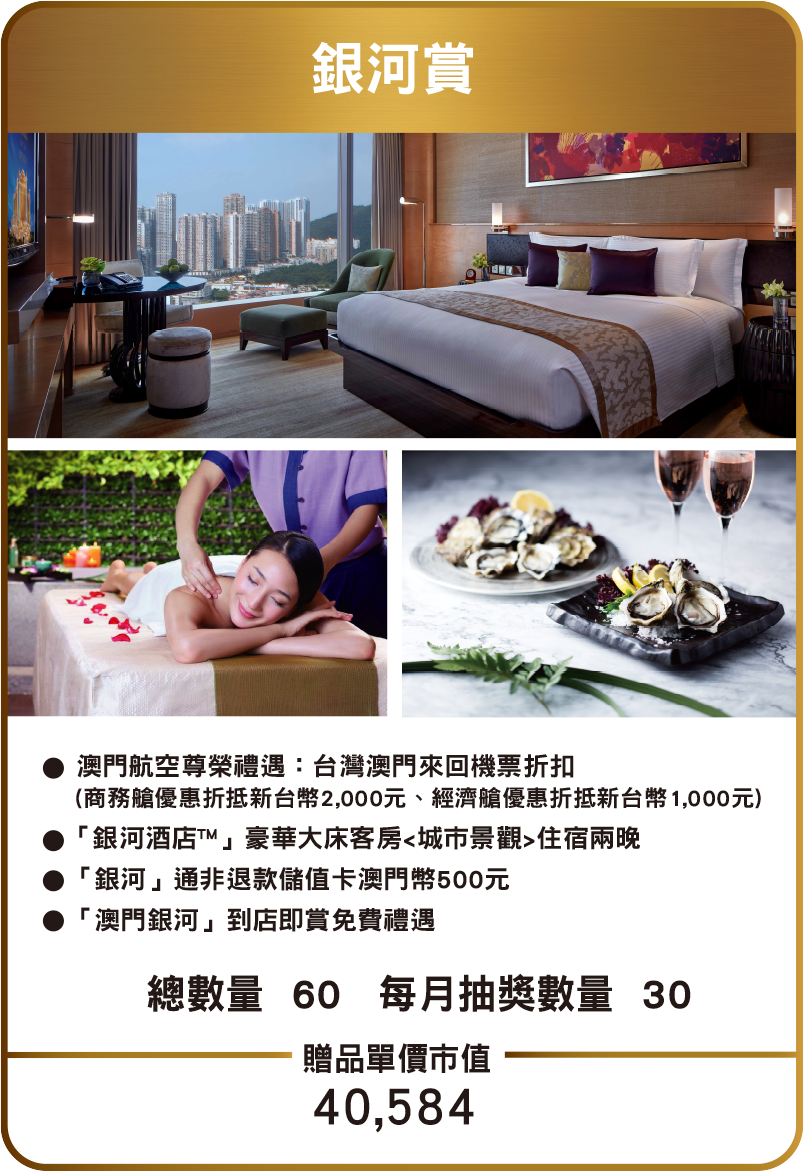 銀河賞
● 澳門航空尊榮禮遇：台灣澳門來回機票折扣
(商務艙優惠折抵新台幣2,000元、經濟艙優惠折抵新台幣1,000元)
●「銀河酒店™」豪華大床客房<城市景觀>住宿兩晚
●「銀河」通非退款儲值卡澳門幣500元
●「澳門銀河」到店即賞免費禮遇
總數量 60 每月抽獎數量 30
贈品單價市值
40,584